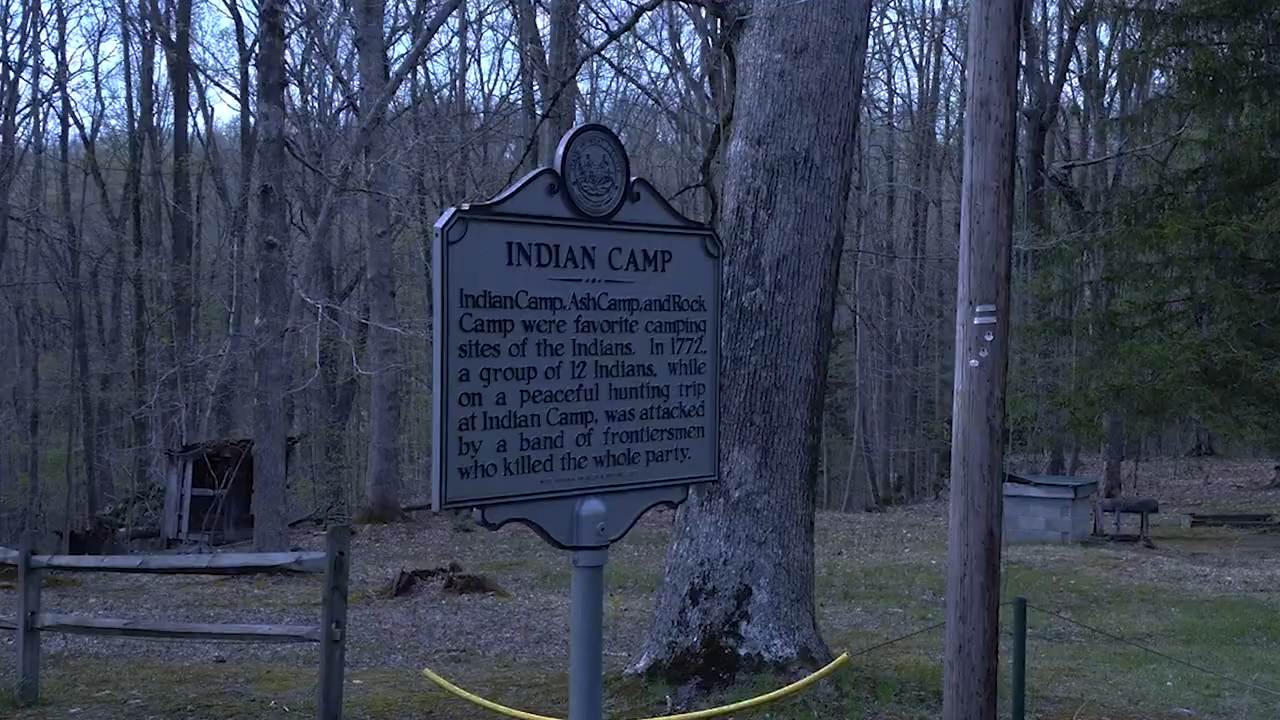 INDIAN CAMP
Indian Camp, Ash Camp, and Rock
Camp were favorite camping
sites of the Indians. In 1772,
a group of 12 Indians, while
on a peaceful hunting trip
at Indian Camp, was attacked
by a band of frontiersmen
who killed the whole party.